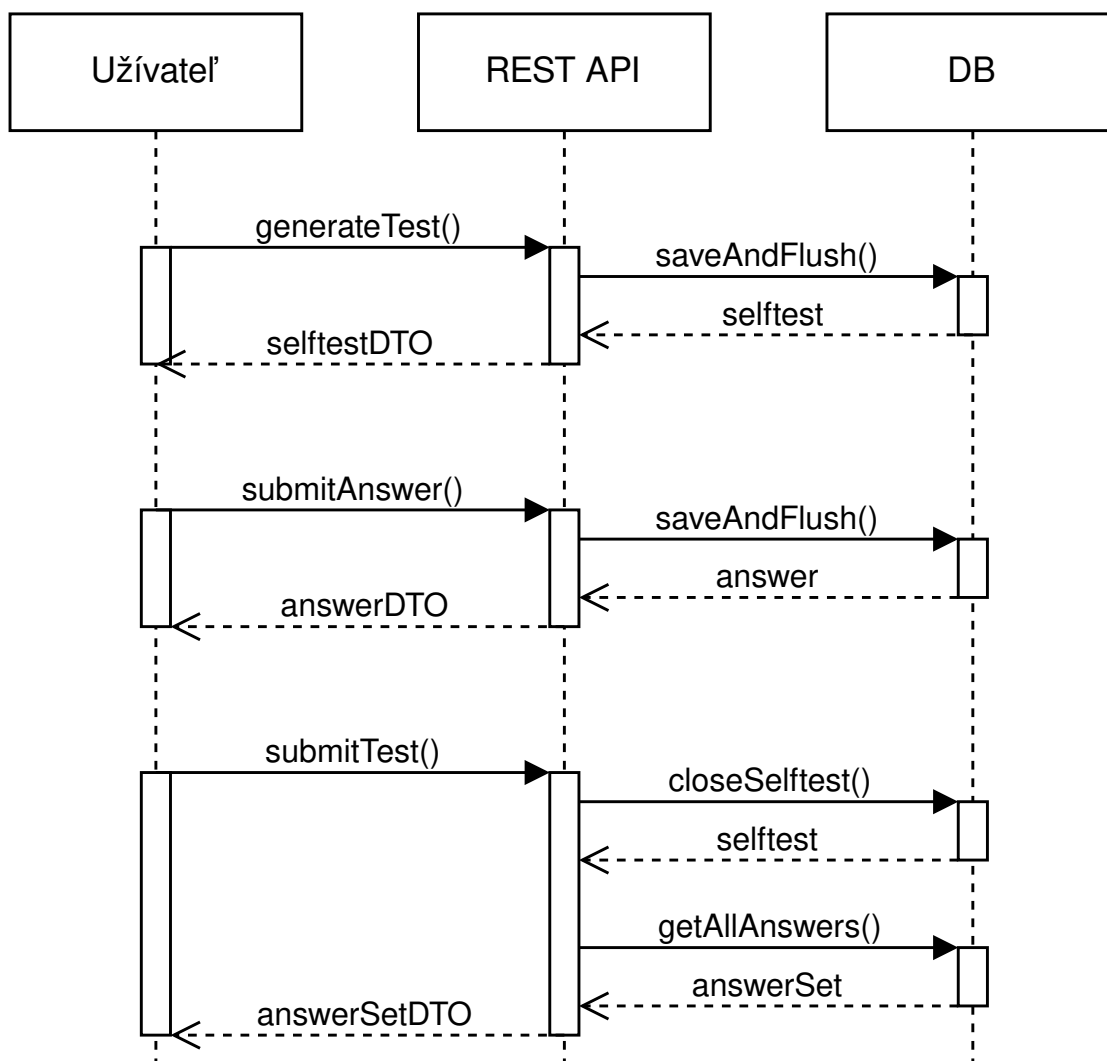 Užívateľ
REST API
DB
generateTest()
saveAndFlush()
selftest
selftestDTO
submitAnswer()
saveAndFlush()
answer
answerDTO
submitTest()
closeSelftest()
selftest
getAllAnswers()
answerSet
answerSetDTO